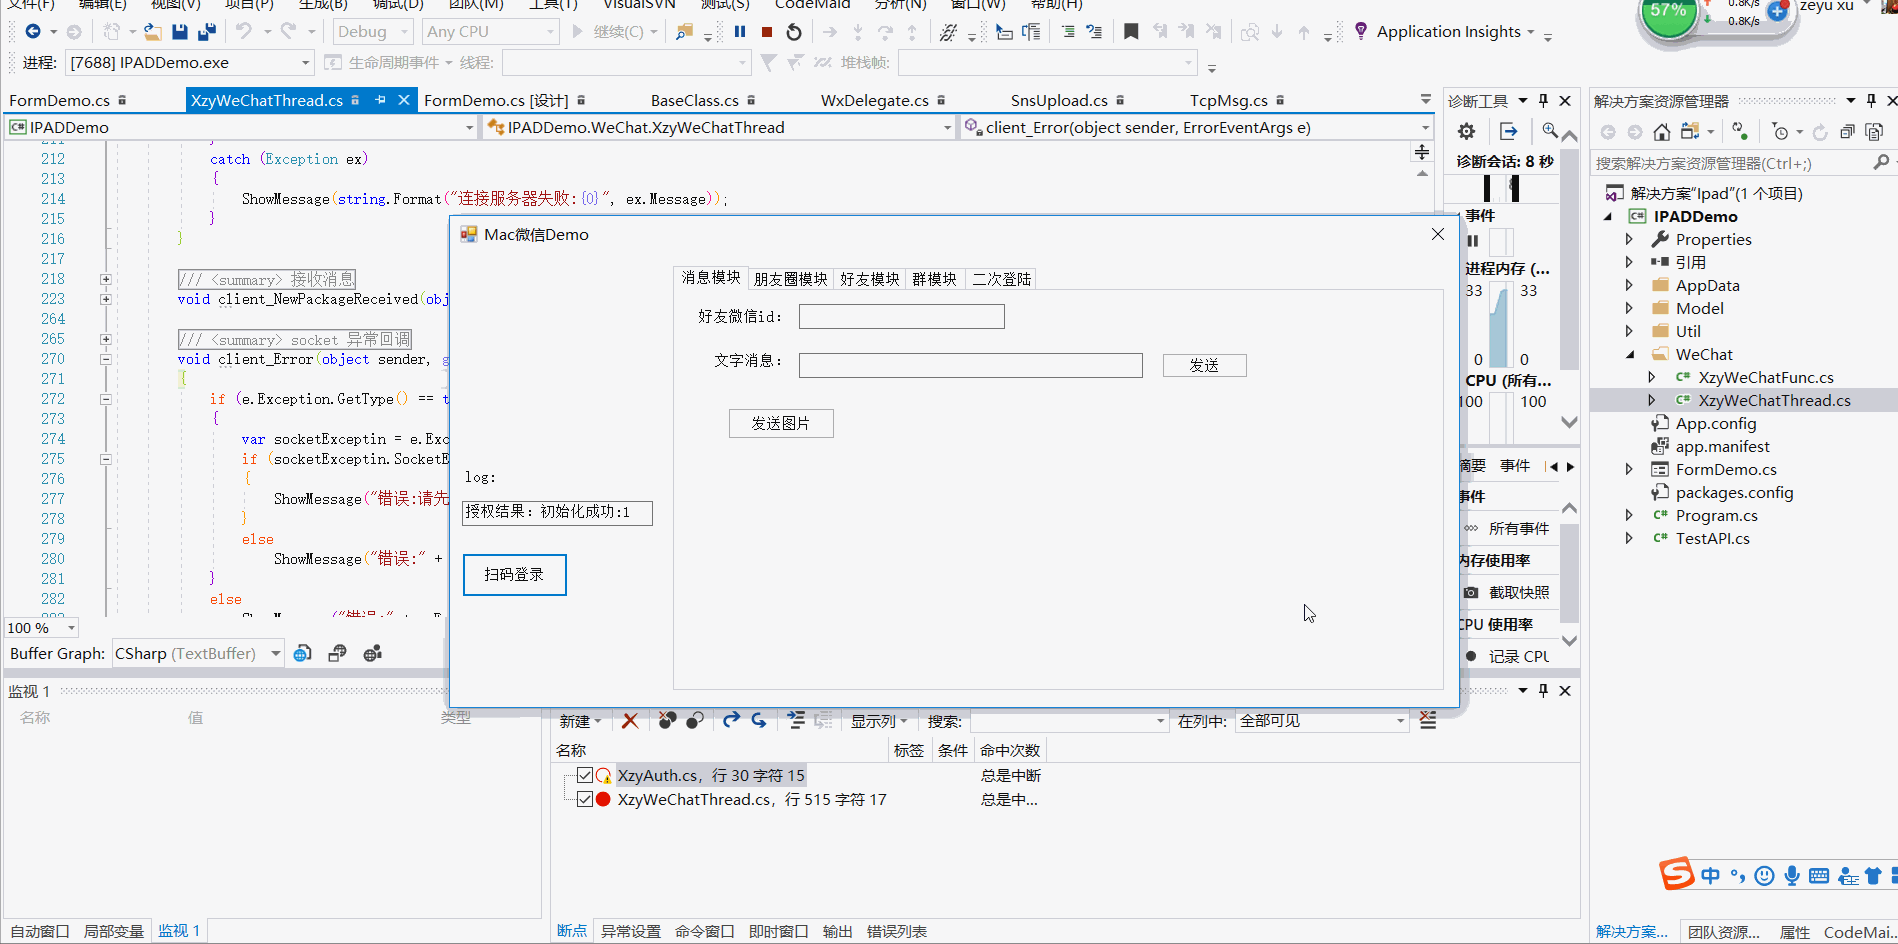 文件(F) 编辑(E) 视图(V) 项目(P) 生成(B) 调试(D) 团队(M) 工具(T) VisualSVN 测试(S) CodeMaid 分析(N) 窗口(W) 帮助(H)
57% 0.8K/s 0.8K/s zeyu xu
Debug Any CPU 继续(C) Application Insights
进程: [7688] IPADDemo.exe 生命周期事件 线程: 堆栈帧:
FormDemo.cs XzyWeChatThread.cs FormDemo.cs [设计] BaseClass.cs WxDelegate.cs SnsUpload.cs TcpMsg.cs
IPADDemo IPADDemo.WeChat.XzyWeChatThread client_Error(object sender, ErrorEventArgs e)
211 }
212 catch (Exception ex)
213 {
214 ShowMessage(string.Format("连接服务器失败:{0}", ex.Message));
215 }
216 }
217
218 /// <summary> 接收消息
223 void client_NewPackageReceived(obj
264
265 /// <summary> socket 异常回调
270 void client_Error(object sender,
271 {
272 if (e.Exception.GetType() == t
273 {
274 var socketExceptin = e.Exc
275 if (socketExceptin.SocketE
276 {
277 ShowMessage("错误:请先
278 }
279 else
280 ShowMessage("错误:" +
281 }
282 else
100 %
Buffer Graph: CSharp (TextBuffer)
Mac微信Demo
消息模块 朋友圈模块 好友模块 群模块 二次登陆
好友微信id:
文字消息: 发送
发送图片
log:
授权结果: 初始化成功:1
扫码登录
诊断工具
诊断会话: 8 秒
事件
进程内存 (...
33 33
0 0
CPU (所有...
100 100
摘要 事件
事件
所有事件
内存使用率
截取快照
CPU 使用率
记录 CPU
解决方案资源管理器
搜索解决方案资源管理器(Ctrl+;)
解决方案"Ipad"(1 个项目)
IPADDemo
Properties
引用
AppData
Model
Util
WeChat
XzyWeChatFunc.cs
XzyWeChatThread.cs
App.config
app.manifest
FormDemo.cs
packages.config
Program.cs
TestAPI.cs
监视 1
名称 值 类型
新建 显示列 搜索: 在列中: 全部可见
名称 标签 条件 命中次数
XzyAuth.cs, 行 30 字符 15 总是中断
XzyWeChatThread.cs, 行 515 字符 17 总是中...
中
自动窗口 局部变量 监视 1 断点 异常设置 命令窗口 即时窗口 输出 错误列表
解决方案... 团队资源... 属性 CodeMai...